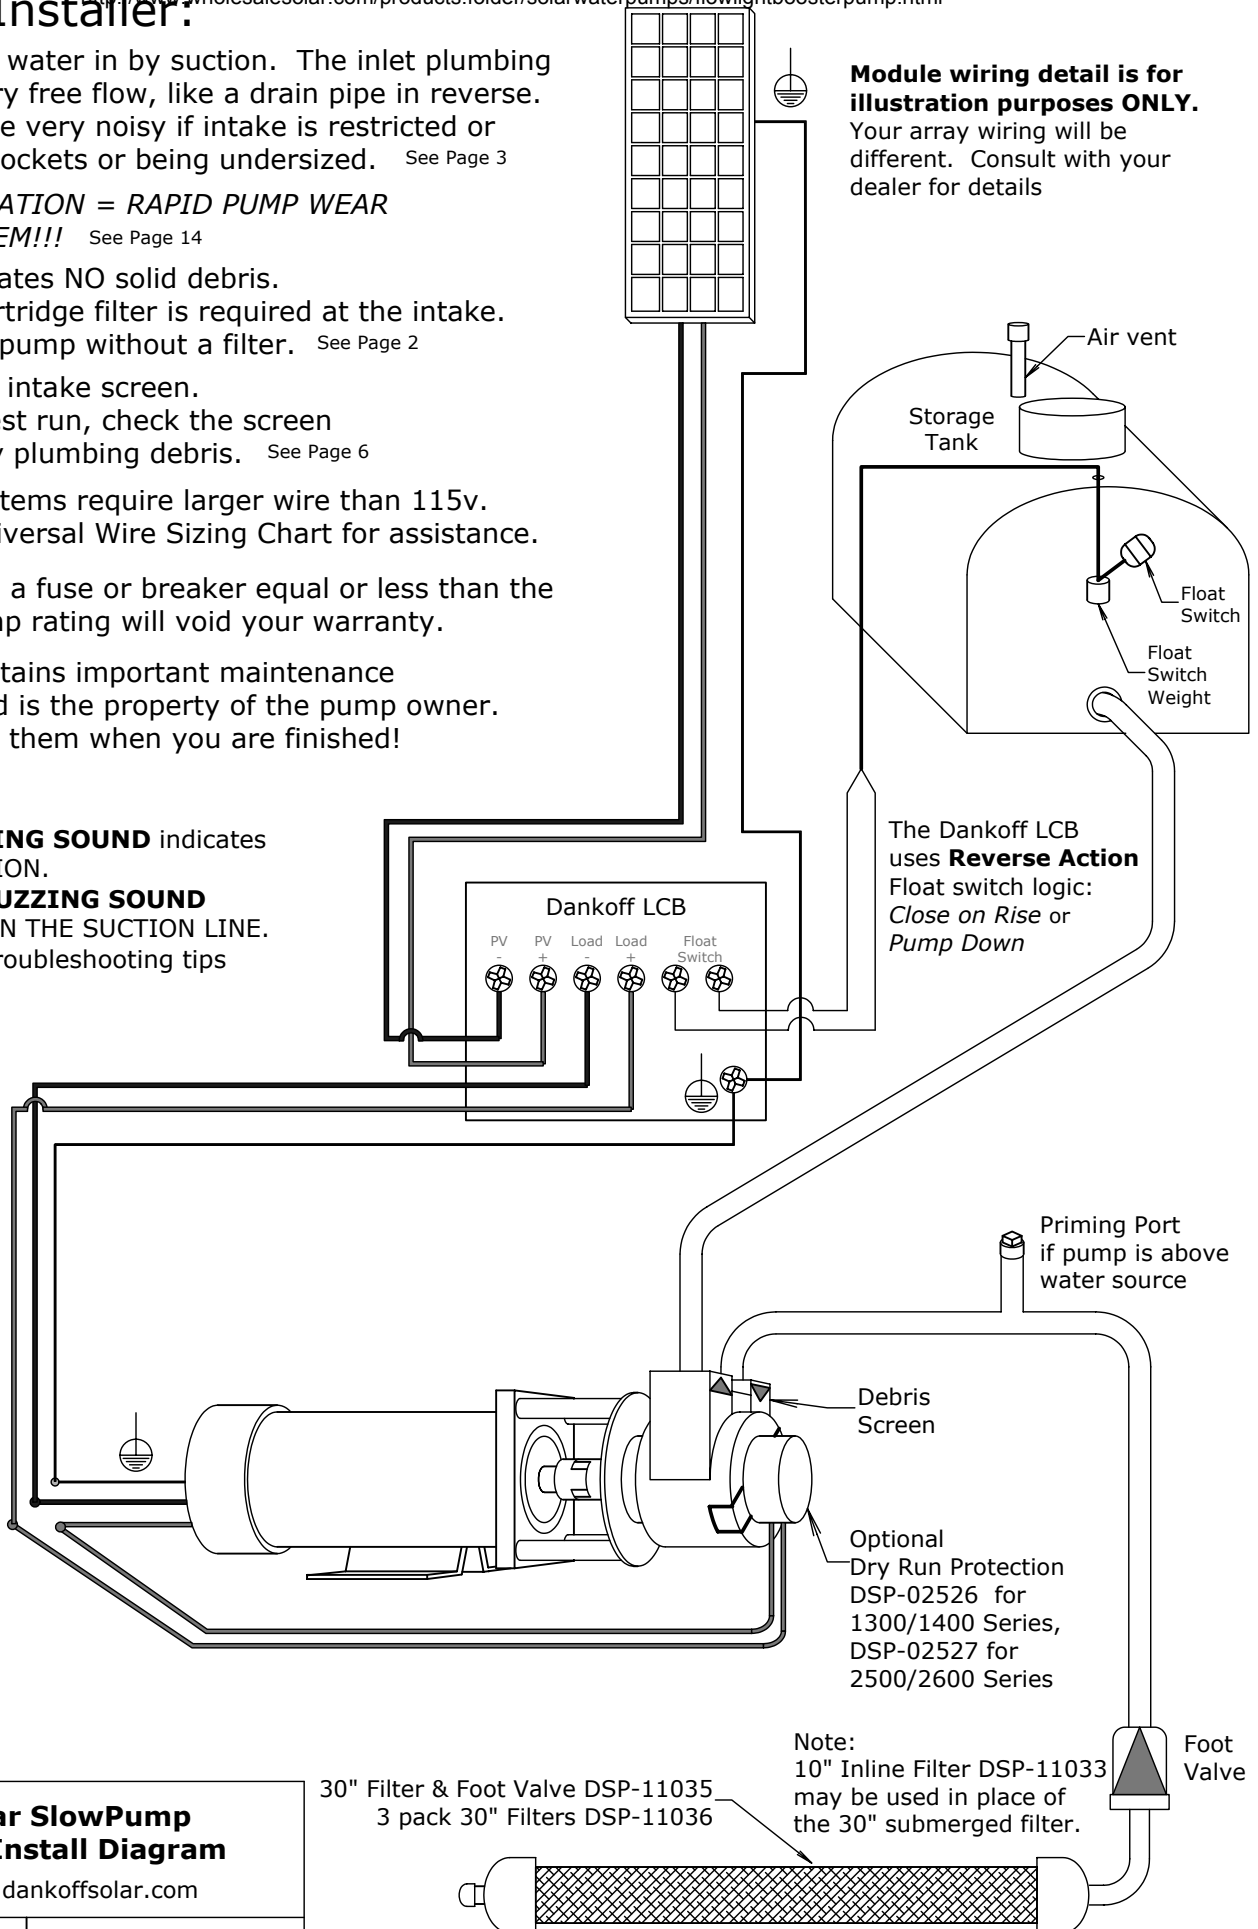 Installer:
http://www.wholesalesolar.com/products.folder/solarwaterpumps/flowlightboosterpump.html
water in by suction. The inlet plumbing
ry free flow, like a drain pipe in reverse.
e very noisy if intake is restricted or
ockets or being undersized. See Page 3
ATION = RAPID PUMP WEAR
EM!!! See Page 14
ates NO solid debris.
rtridge filter is required at the intake.
pump without a filter. See Page 2
intake screen.
est run, check the screen
y plumbing debris. See Page 6
stems require larger wire than 115v.
iversal Wire Sizing Chart for assistance.
a fuse or breaker equal or less than the
mp rating will void your warranty.
tains important maintenance
d is the property of the pump owner.
them when you are finished!
ING SOUND indicates
ION.
UZZING SOUND
N THE SUCTION LINE.
roubleshooting tips
Module wiring detail is for
illustration purposes ONLY.
Your array wiring will be
different. Consult with your
dealer for details
Air vent
Storage
Tank
Float
Switch
Float
Switch
Weight
The Dankoff LCB
uses Reverse Action
Float switch logic:
Close on Rise or
Pump Down
Dankoff LCB
PV
-
PV
+
Load
-
Load
+
Float
Switch
Priming Port
if pump is above
water source
Debris
Screen
Optional
Dry Run Protection
DSP-02526 for
1300/1400 Series,
DSP-02527 for
2500/2600 Series
Note:
10" Inline Filter DSP-11033
may be used in place of
the 30" submerged filter.
Foot
Valve
30" Filter & Foot Valve DSP-11035
3 pack 30" Filters DSP-11036
ar SlowPump
Install Diagram
dankoffsolar.com